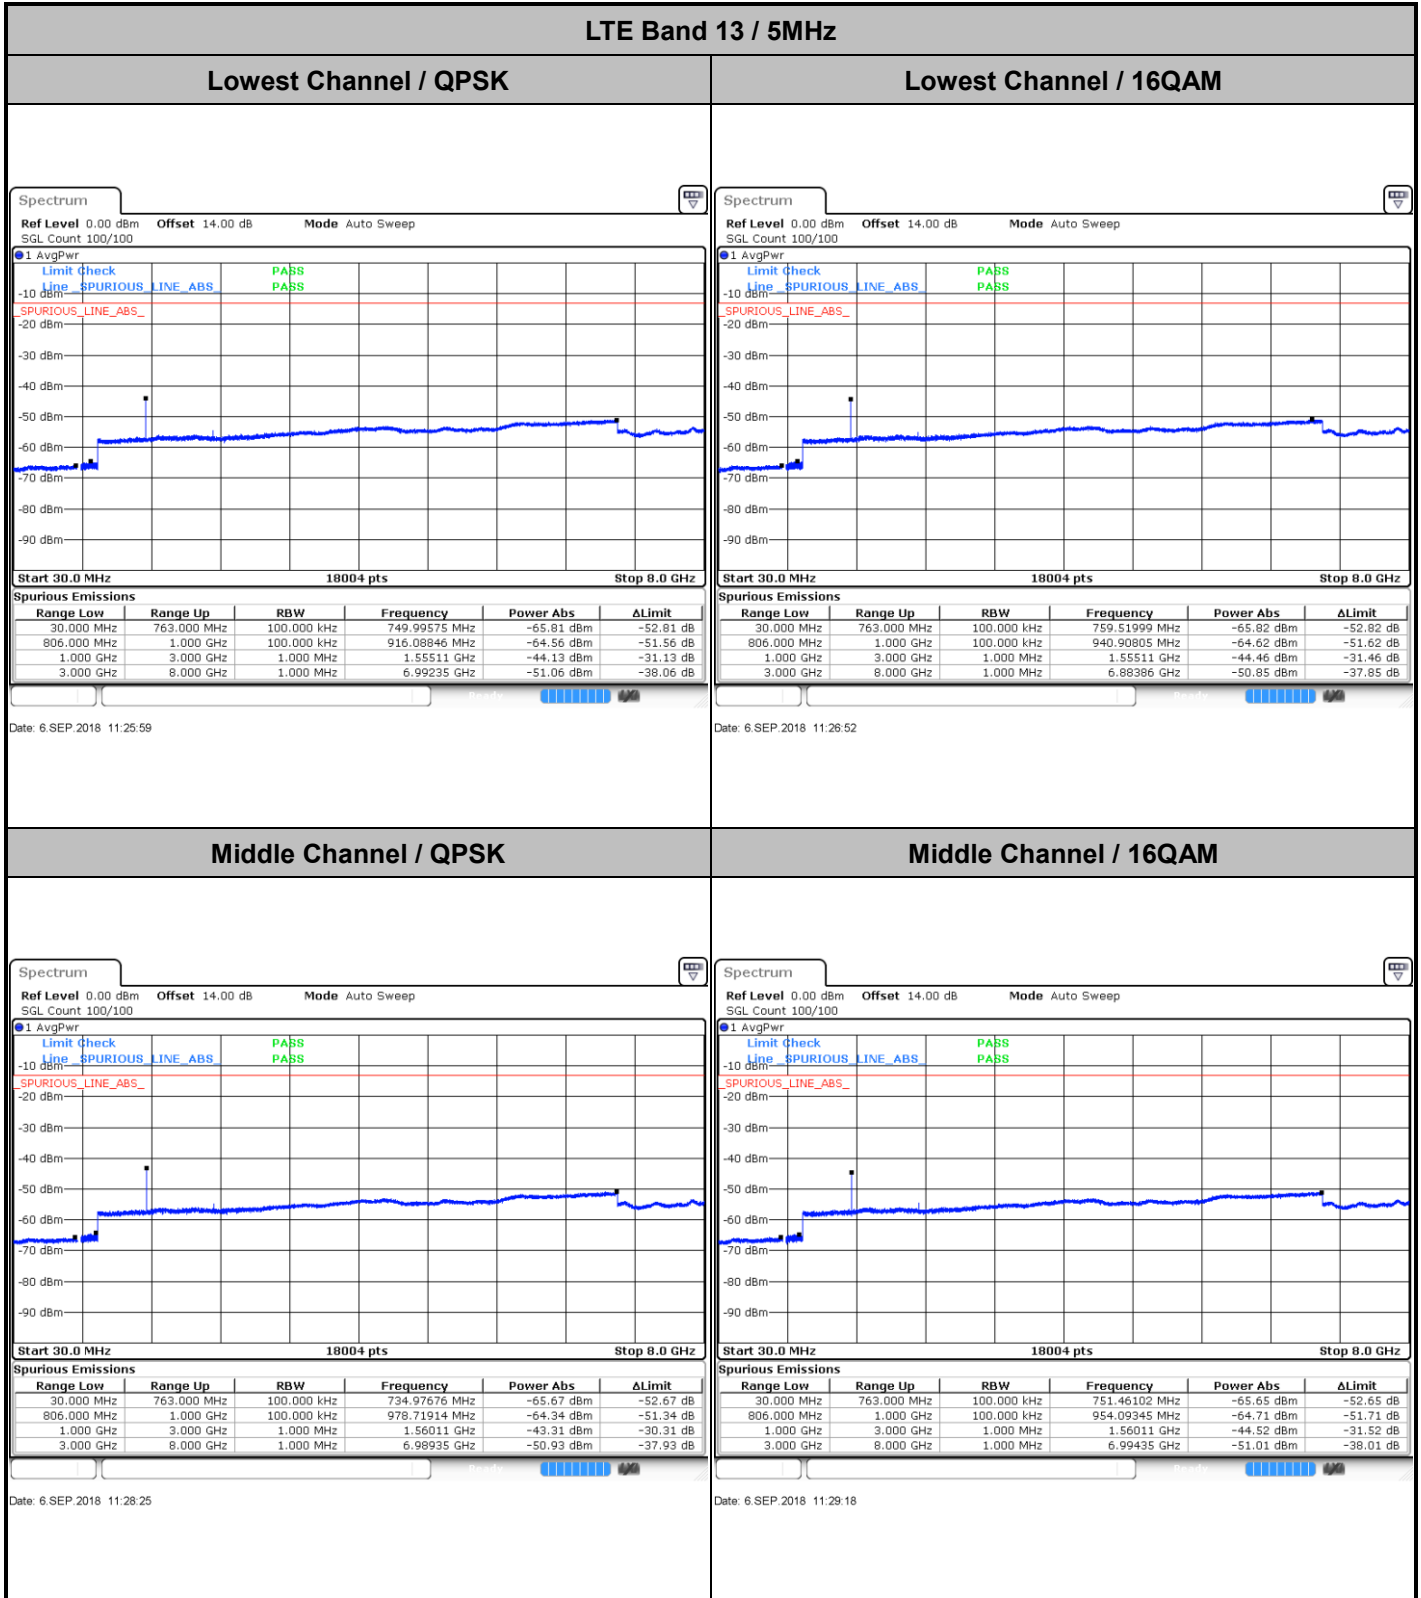 LTE Band 13 / 5MHz
Lowest Channel / QPSK
Lowest Channel / 16QAM
Spectrum
Ref Level 0.00 dBm Offset 14.00 dB Mode Auto Sweep
SGL Count 100/100
1 AvgPwr
Limit Check PASS
Line _SPURIOUS_LINE_ABS_ PASS
-10 dBm
_SPURIOUS_LINE_ABS_
-20 dBm
-30 dBm
-40 dBm
-50 dBm
-60 dBm
-70 dBm
-80 dBm
-90 dBm
Start 30.0 MHz 18004 pts Stop 8.0 GHz
Spurious Emissions
Range Low Range Up RBW Frequency Power Abs ΔLimit
30.000 MHz 763.000 MHz 100.000 kHz 749.99575 MHz -65.81 dBm -52.81 dB
806.000 MHz 1.000 GHz 100.000 kHz 916.08846 MHz -64.56 dBm -51.56 dB
1.000 GHz 3.000 GHz 1.000 MHz 1.55511 GHz -44.13 dBm -31.13 dB
3.000 GHz 8.000 GHz 1.000 MHz 6.99235 GHz -51.06 dBm -38.06 dB
Ready
Date: 6.SEP.2018 11:25:59
Spectrum
Ref Level 0.00 dBm Offset 14.00 dB Mode Auto Sweep
SGL Count 100/100
1 AvgPwr
Limit Check PASS
Line _SPURIOUS_LINE_ABS_ PASS
-10 dBm
_SPURIOUS_LINE_ABS_
-20 dBm
-30 dBm
-40 dBm
-50 dBm
-60 dBm
-70 dBm
-80 dBm
-90 dBm
Start 30.0 MHz 18004 pts Stop 8.0 GHz
Spurious Emissions
Range Low Range Up RBW Frequency Power Abs ΔLimit
30.000 MHz 763.000 MHz 100.000 kHz 759.51999 MHz -65.82 dBm -52.82 dB
806.000 MHz 1.000 GHz 100.000 kHz 940.90805 MHz -64.62 dBm -51.62 dB
1.000 GHz 3.000 GHz 1.000 MHz 1.55511 GHz -44.46 dBm -31.46 dB
3.000 GHz 8.000 GHz 1.000 MHz 6.88386 GHz -50.85 dBm -37.85 dB
Ready
Date: 6.SEP.2018 11:26:52
Middle Channel / QPSK
Middle Channel / 16QAM
Spectrum
Ref Level 0.00 dBm Offset 14.00 dB Mode Auto Sweep
SGL Count 100/100
1 AvgPwr
Limit Check PASS
Line _SPURIOUS_LINE_ABS_ PASS
-10 dBm
_SPURIOUS_LINE_ABS_
-20 dBm
-30 dBm
-40 dBm
-50 dBm
-60 dBm
-70 dBm
-80 dBm
-90 dBm
Start 30.0 MHz 18004 pts Stop 8.0 GHz
Spurious Emissions
Range Low Range Up RBW Frequency Power Abs ΔLimit
30.000 MHz 763.000 MHz 100.000 kHz 734.97676 MHz -65.67 dBm -52.67 dB
806.000 MHz 1.000 GHz 100.000 kHz 978.71914 MHz -64.34 dBm -51.34 dB
1.000 GHz 3.000 GHz 1.000 MHz 1.56011 GHz -43.31 dBm -30.31 dB
3.000 GHz 8.000 GHz 1.000 MHz 6.98935 GHz -50.93 dBm -37.93 dB
Ready
Date: 6.SEP.2018 11:28:25
Spectrum
Ref Level 0.00 dBm Offset 14.00 dB Mode Auto Sweep
SGL Count 100/100
1 AvgPwr
Limit Check PASS
Line _SPURIOUS_LINE_ABS_ PASS
-10 dBm
_SPURIOUS_LINE_ABS_
-20 dBm
-30 dBm
-40 dBm
-50 dBm
-60 dBm
-70 dBm
-80 dBm
-90 dBm
Start 30.0 MHz 18004 pts Stop 8.0 GHz
Spurious Emissions
Range Low Range Up RBW Frequency Power Abs ΔLimit
30.000 MHz 763.000 MHz 100.000 kHz 751.46102 MHz -65.65 dBm -52.65 dB
806.000 MHz 1.000 GHz 100.000 kHz 954.09345 MHz -64.71 dBm -51.71 dB
1.000 GHz 3.000 GHz 1.000 MHz 1.56011 GHz -44.52 dBm -31.52 dB
3.000 GHz 8.000 GHz 1.000 MHz 6.99435 GHz -51.01 dBm -38.01 dB
Ready
Date: 6.SEP.2018 11:29:18